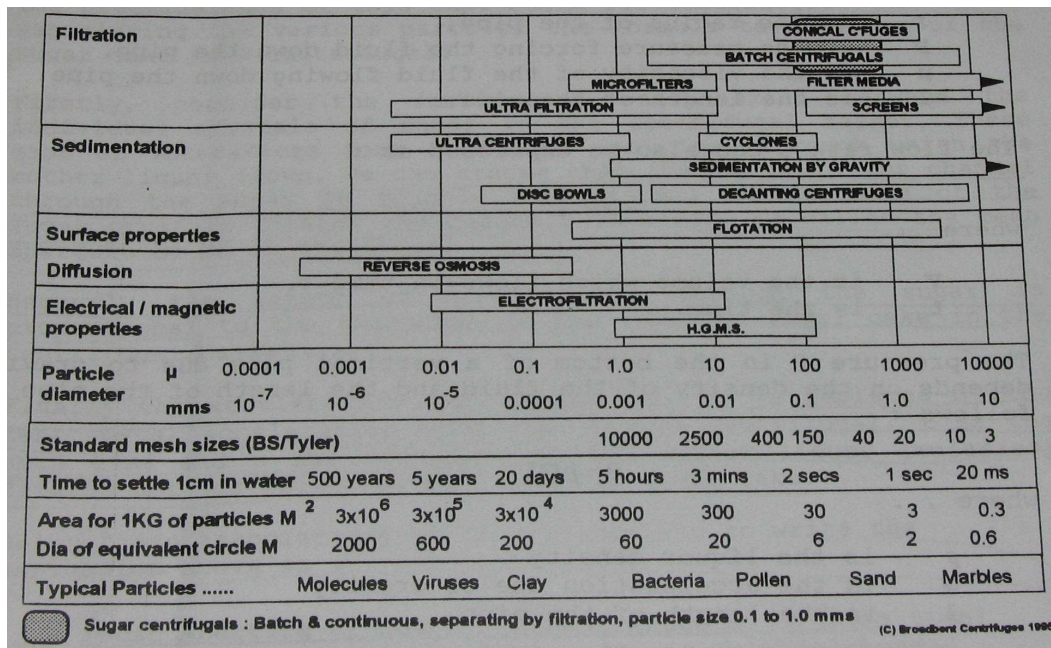 Filtration
CONICAL C'FUGES
BATCH CENTRIFUGALS
MICROFILTERS FILTER MEDIA
ULTRA FILTRATION SCREENS
Sedimentation ULTRA CENTRIFUGES CYCLONES
SEDIMENTATION BY GRAVITY
DISC BOWLS DECANTING CENTRIFUGES
Surface properties FLOTATION
Diffusion REVERSE OSMOSIS
Electrical / magnetic ELECTROFILTRATION
properties H.G.M.S.
Particle µ 0.0001 0.001 0.01 0.1 1.0 10 100 1000 10000
diameter mms 10⁻⁷ 10⁻⁶ 10⁻⁵ 0.0001 0.001 0.01 0.1 1.0 10
Standard mesh sizes (BS/Tyler) 10000 2500 400 150 40 20 10 3
Time to settle 1cm in water 500 years 5 years 20 days 5 hours 3 mins 2 secs 1 sec 20 ms
Area for 1KG of particles M² 3x10⁶ 3x10⁵ 3x10⁴ 3000 300 30 3 0.3
Dia of equivalent circle M 2000 600 200 60 20 6 2 0.6
Typical Particles ...... Molecules Viruses Clay Bacteria Pollen Sand Marbles
Sugar centrifugals : Batch & continuous, separating by filtration, particle size 0.1 to 1.0 mms
(C) Broadbent Centrifuges 1995